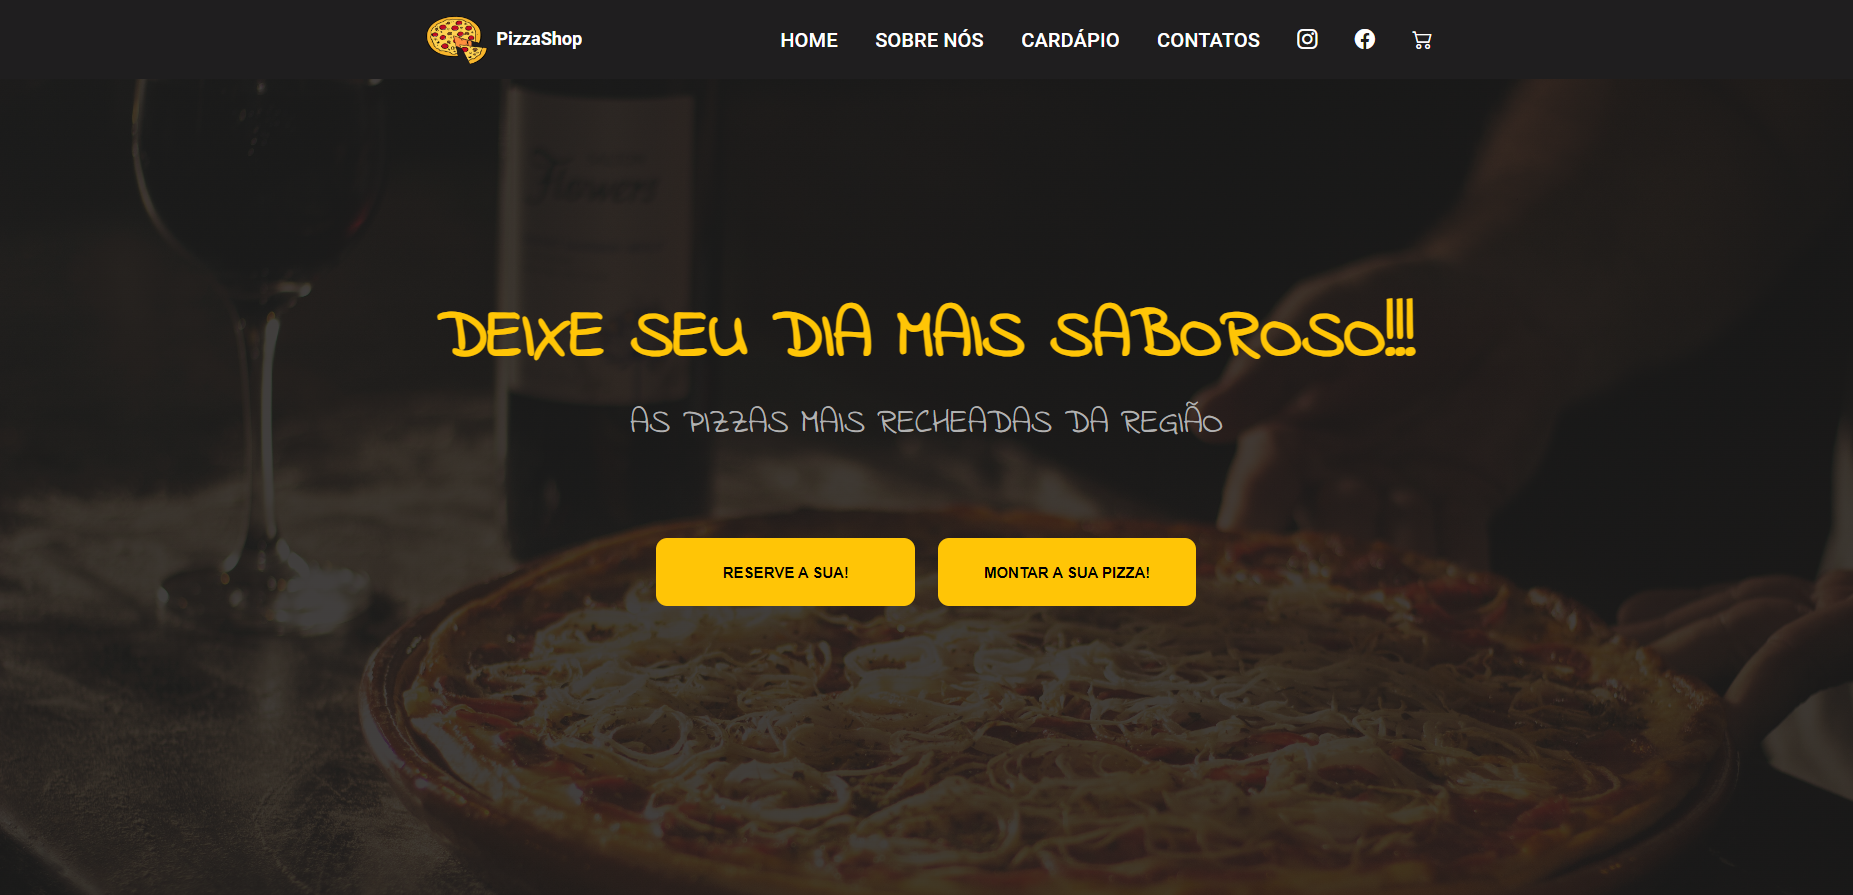 PizzaShop
HOME SOBRE NÓS CARDÁPIO CONTATOS
Flowers
DEIXE SEU DIA MAIS SABOROSO!!!
AS PIZZAS MAIS RECHEADAS DA REGIÃO
RESERVE A SUA! MONTAR A SUA PIZZA!